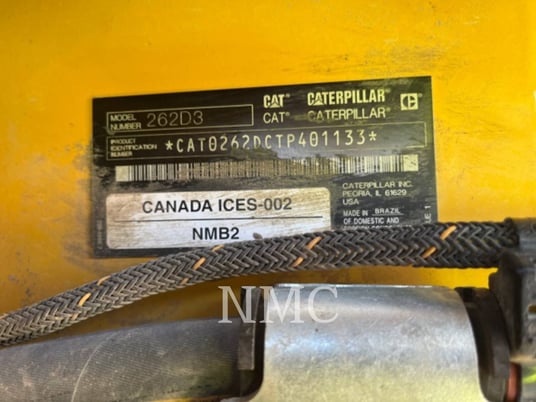 CAT CATERPILLAR C
MODEL NUMBER 262D3 CAT CATERPILLAR
PRODUCT IDENTIFICATION NUMBER *CAT0262DCTP401133*
CATERPILLAR INC.
PEORIA, IL 61629
USA
CANADA ICES-002
NMB2
MADE IN BRAZIL
OF DOMESTIC AND
NMC